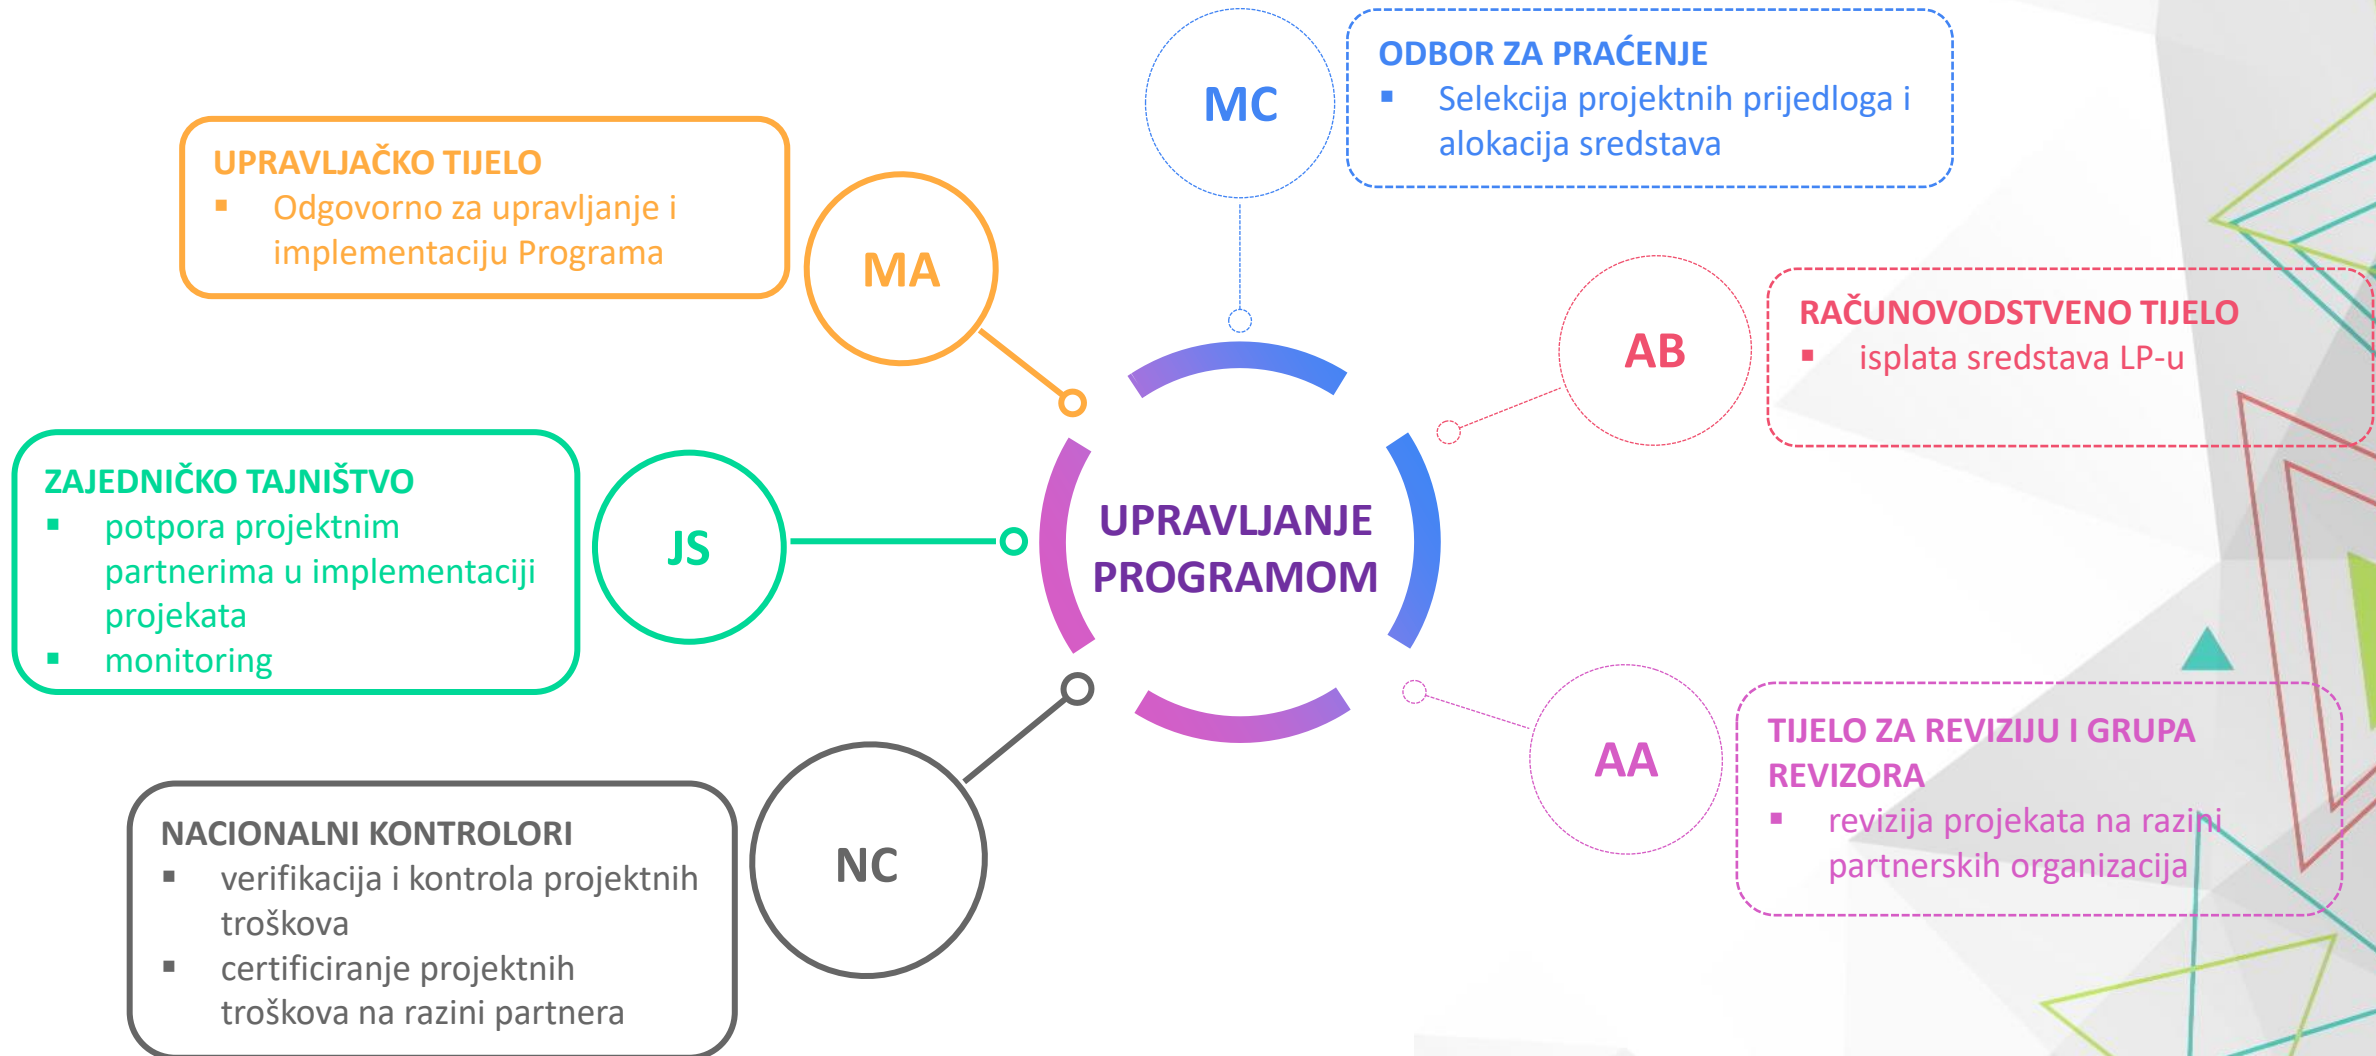 ODBOR ZA PRAĆENJE
▪ Selekcija projektnih prijedloga i
alokacija sredstava
MC
UPRAVLJAČKO TIJELO
▪ Odgovorno za upravljanje i
implementaciju Programa
MA
RAČUNOVODSTVENO TIJELO
▪ isplata sredstava LP-u
AB
ZAJEDNIČKO TAJNIŠTVO
▪ potpora projektnim
partnerima u implementaciji
projekata
▪ monitoring
JS
UPRAVLJANJE
PROGRAMOM
TIJELO ZA REVIZIJU I GRUPA
REVIZORA
▪ revizija projekata na razini
partnerskih organizacija
AA
NACIONALNI KONTROLORI
▪ verifikacija i kontrola projektnih
troškova
▪ certificiranje projektnih
troškova na razini partnera
NC